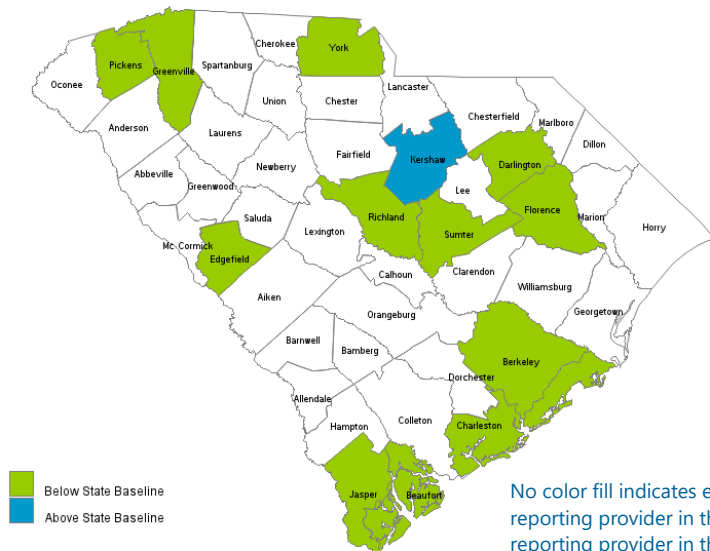 Cherokee
York
Pickens
Greenville
Spartanburg
Oconee
Union
Chester
Lancaster
Chesterfield
Marlboro
Dillon
Anderson
Laurens
Fairfield
Kershaw
Darlington
Abbeville
Newberry
Greenwood
Lee
Saluda
Richland
Sumter
Florence
Marion
Horry
Mc Cormick
Edgefield
Lexington
Calhoun
Clarendon
Williamsburg
Aiken
Orangeburg
Georgetown
Barnwell
Bamberg
Berkeley
Dorchester
Allendale
Hampton
Colleton
Charleston
Jasper
Beaufort
Below State Baseline
Above State Baseline
No color fill indicates
reporting provider in
reporting provider in